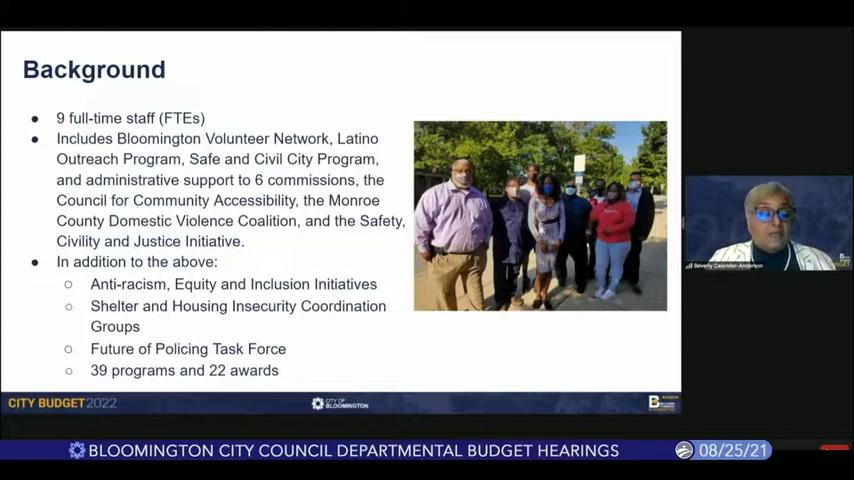 Background
● 9 full-time staff (FTEs)
● Includes Bloomington Volunteer Network, Latino
Outreach Program, Safe and Civil City Program,
and administrative support to 6 commissions, the
Council for Community Accessibility, the Monroe
County Domestic Violence Coalition, and the Safety,
Civility and Justice Initiative.
● In addition to the above:
○ Anti-racism, Equity and Inclusion Initiatives
○ Shelter and Housing Insecurity Coordination
Groups
○ Future of Policing Task Force
○ 39 programs and 22 awards
Beverly Calender-Anderson
CITY BUDGET2022
CITY OF
BLOOMINGTON
B
BLOOMINGTON CITY COUNCIL DEPARTMENTAL BUDGET HEARINGS
08/25/21